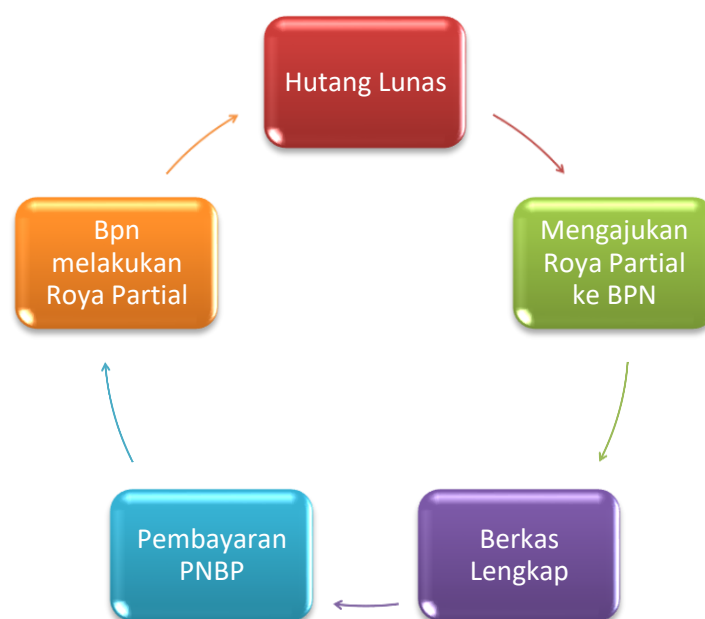 Hutang Lunas
Mengajukan
Roya Partial
ke BPN
Berkas
Lengkap
Pembayaran
PNBP
Bpn
melakukan
Roya Partial